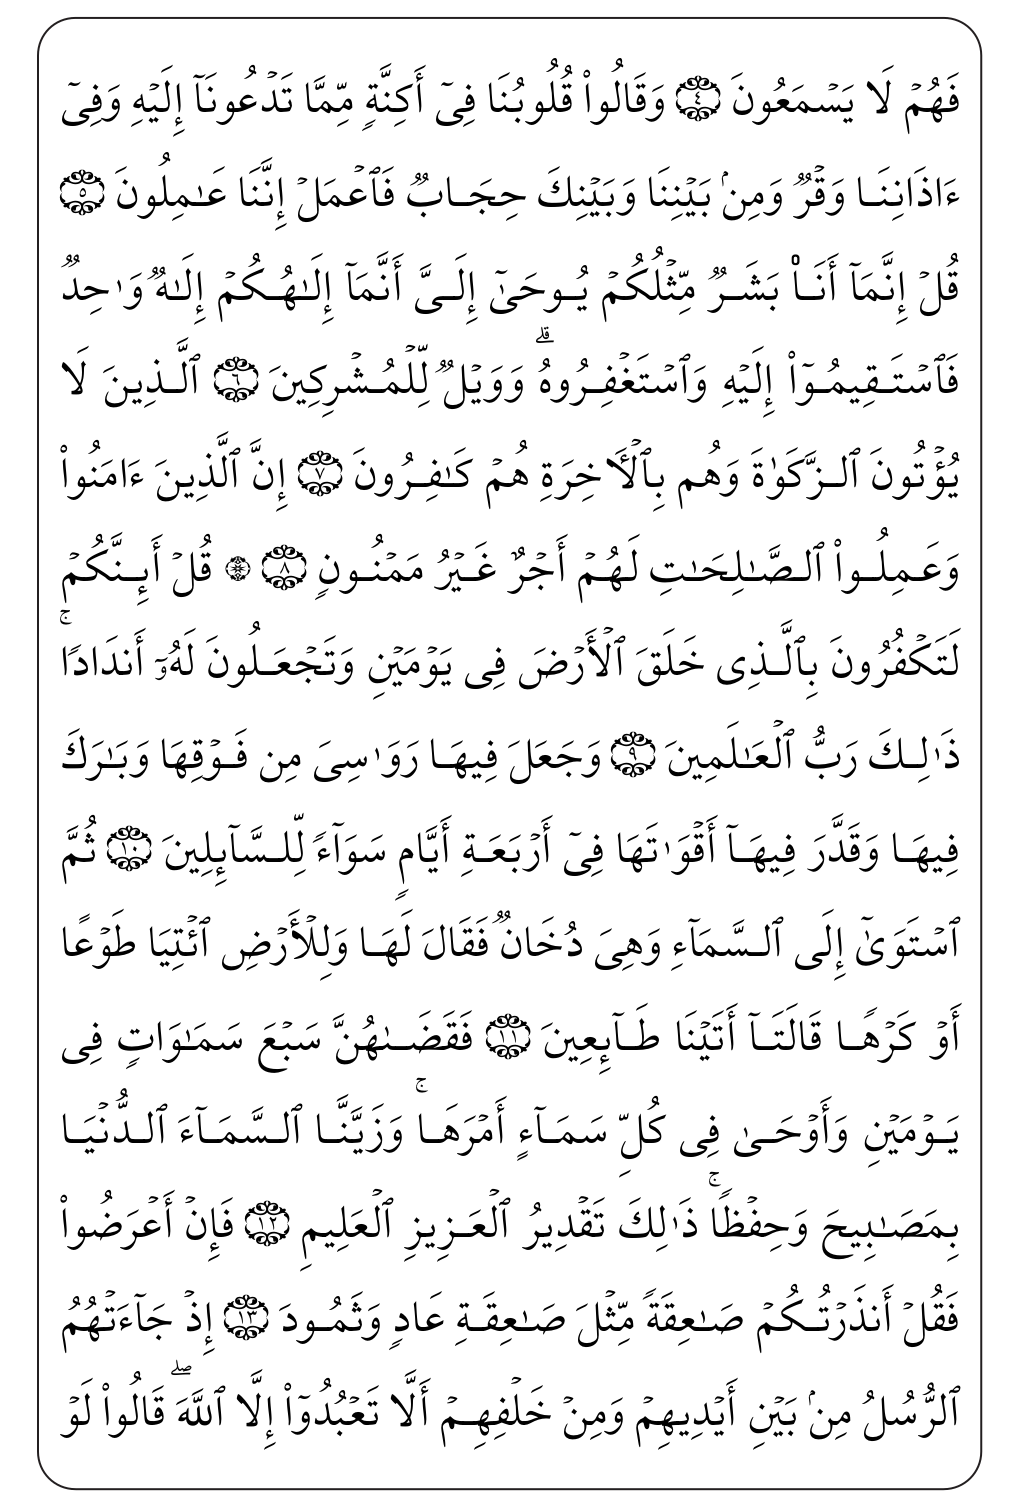 فَهُمۡ لَا يَسۡمَعُونَ ٤ وَقَالُواْ قُلُوبُنَا فِيٓ أَكِنَّةٖ مِّمَّا تَدۡعُونَآ إِلَيۡهِ وَفِيٓ
ءَاذَانِنَا وَقۡرٞ وَمِنۢ بَيۡنِنَا وَبَيۡنِكَ حِجَابٞ فَٱعۡمَلۡ إِنَّنَا عَٰمِلُونَ ٥
قُلۡ إِنَّمَآ أَنَا۠ بَشَرٞ مِّثۡلُكُمۡ يُوحَىٰٓ إِلَيَّ أَنَّمَآ إِلَٰهُكُمۡ إِلَٰهٞ وَٰحِدٞ
فَٱسۡتَقِيمُوٓاْ إِلَيۡهِ وَٱسۡتَغۡفِرُوهُۗ وَوَيۡلٞ لِّلۡمُشۡرِكِينَ ٦ ٱلَّذِينَ لَا
يُؤۡتُونَ ٱلزَّكَوٰةَ وَهُم بِٱلۡأٓخِرَةِ هُمۡ كَٰفِرُونَ ٧ إِنَّ ٱلَّذِينَ ءَامَنُواْ
وَعَمِلُواْ ٱلصَّٰلِحَٰتِ لَهُمۡ أَجۡرٌ غَيۡرُ مَمۡنُونٖ ٨ ۞ قُلۡ أَئِنَّكُمۡ
لَتَكۡفُرُونَ بِٱلَّذِي خَلَقَ ٱلۡأَرۡضَ فِي يَوۡمَيۡنِ وَتَجۡعَلُونَ لَهُۥٓ أَندَادٗاۚ
ذَٰلِكَ رَبُّ ٱلۡعَٰلَمِينَ ٩ وَجَعَلَ فِيهَا رَوَٰسِيَ مِن فَوۡقِهَا وَبَٰرَكَ
فِيهَا وَقَدَّرَ فِيهَآ أَقۡوَٰتَهَا فِيٓ أَرۡبَعَةِ أَيَّامٖ سَوَآءٗ لِّلسَّآئِلِينَ ١٠ ثُمَّ
ٱسۡتَوَىٰٓ إِلَى ٱلسَّمَآءِ وَهِيَ دُخَانٞ فَقَالَ لَهَا وَلِلۡأَرۡضِ ٱئۡتِيَا طَوۡعًا
أَوۡ كَرۡهٗا قَالَتَآ أَتَيۡنَا طَآئِعِينَ ١١ فَقَضَىٰهُنَّ سَبۡعَ سَمَٰوَاتٖ فِي
يَوۡمَيۡنِ وَأَوۡحَىٰ فِي كُلِّ سَمَآءٍ أَمۡرَهَاۚ وَزَيَّنَّا ٱلسَّمَآءَ ٱلدُّنۡيَا
بِمَصَٰبِيحَ وَحِفۡظٗاۚ ذَٰلِكَ تَقۡدِيرُ ٱلۡعَزِيزِ ٱلۡعَلِيمِ ١٢ فَإِنۡ أَعۡرَضُواْ
فَقُلۡ أَنذَرۡتُكُمۡ صَٰعِقَةٗ مِّثۡلَ صَٰعِقَةِ عَادٖ وَثَمُودَ ١٣ إِذۡ جَآءَتۡهُمُ
ٱلرُّسُلُ مِنۢ بَيۡنِ أَيۡدِيهِمۡ وَمِنۡ خَلۡفِهِمۡ أَلَّا تَعۡبُدُوٓاْ إِلَّا ٱللَّهَۖ قَالُواْ لَوۡ